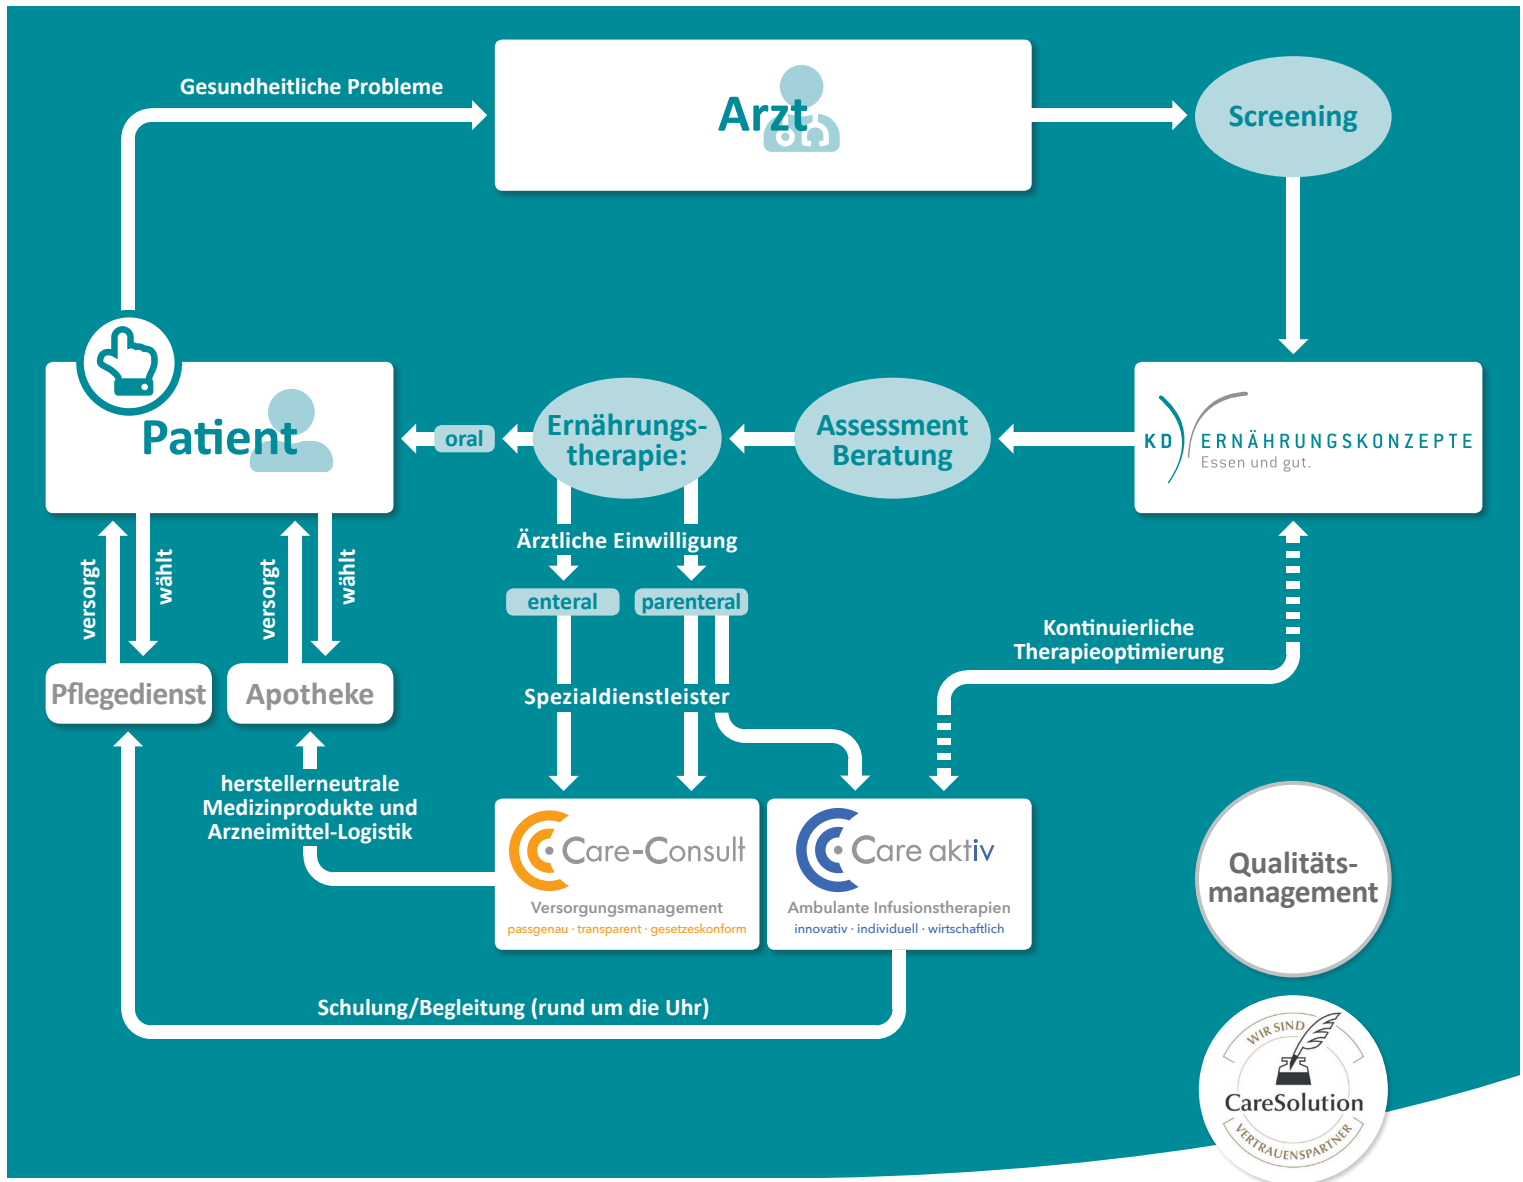 Gesundheitliche Probleme
Arzt
Screening
Patient
oral
Ernährungs-
therapie:
Assessment
Beratung
KD ERNÄHRUNGSKONZEPTE
Essen und gut.
Ärztliche Einwilligung
enteral
parenteral
versorgt
wählt
versorgt
wählt
Kontinuierliche
Therapieoptimierung
Pflegedienst
Apotheke
Spezialdienstleister
herstellerneutrale
Medizinprodukte und
Arzneimittel-Logistik
Care-Consult
Versorgungsmanagement
passgenau · transparent · gesetzeskonform
Care aktiv
Ambulante Infusionstherapien
innovativ · individuell · wirtschaftlich
Qualitäts-
management
Schulung/Begleitung (rund um die Uhr)
WIR SIND
CareSolution
VERTRAUENSPARTNER